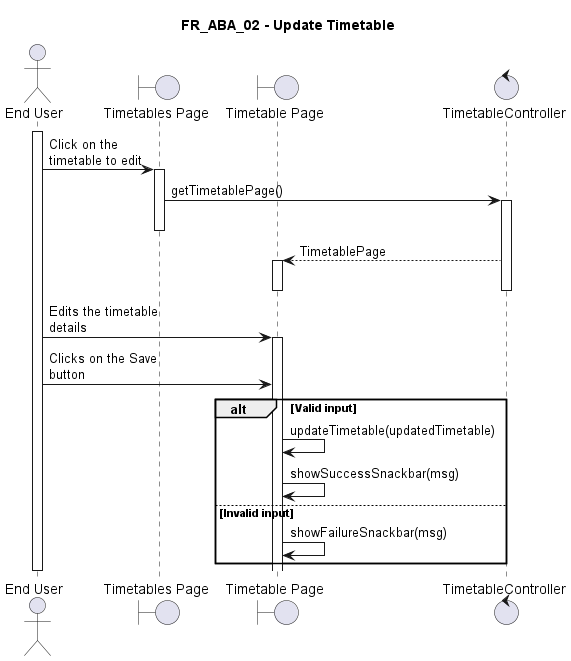 FR_ABA_02 - Update Timetable
End User
Timetables Page
Timetable Page
TimetableController
Click on the
timetable to edit
getTimetablePage()
TimetablePage
Edits the timetable
details
Clicks on the Save
button
alt
[Valid input]
updateTimetable(updatedTimetable)
showSuccessSnackbar(msg)
[Invalid input]
showFailureSnackbar(msg)
End User
Timetables Page
Timetable Page
TimetableController